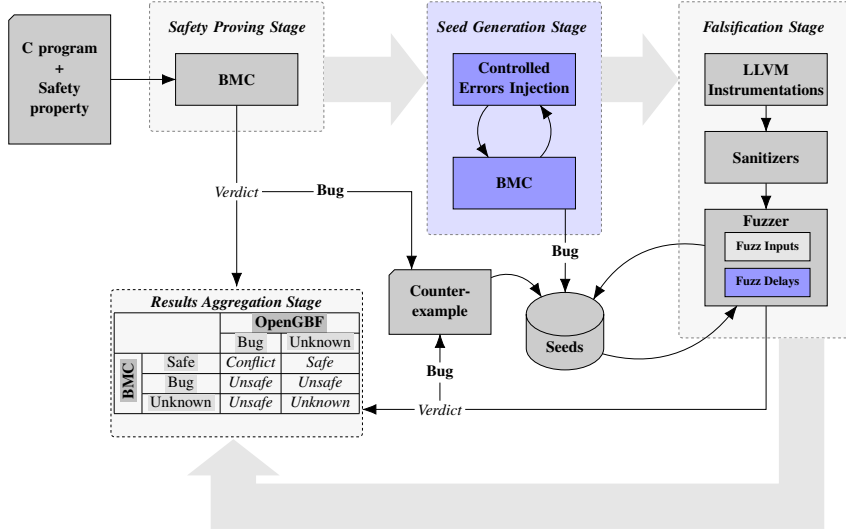 C program
+
Safety
property
Safety Proving Stage
BMC
Seed Generation Stage
Controlled
Errors Injection
BMC
Falsification Stage
LLVM
Instrumentations
Sanitizers
Fuzzer
Fuzz Inputs
Fuzz Delays
Verdict
Bug
Bug
Counter-
example
Seeds
Bug
Verdict
Results Aggregation Stage
OpenGBF
Bug Unknown
BMC
Safe Conflict Safe
Bug Unsafe Unsafe
Unknown Unsafe Unknown